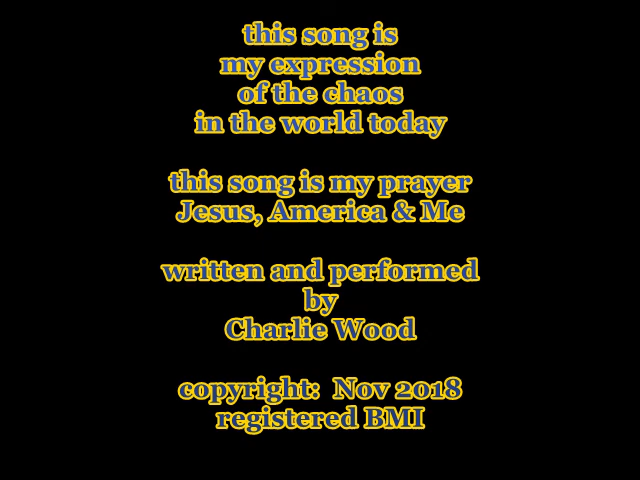 this song is
my expression
of the chaos
in the world today
this song is my prayer
Jesus, America & Me
written and performed
by
Charlie Wood
copyright:  Nov 2018
registered BMI